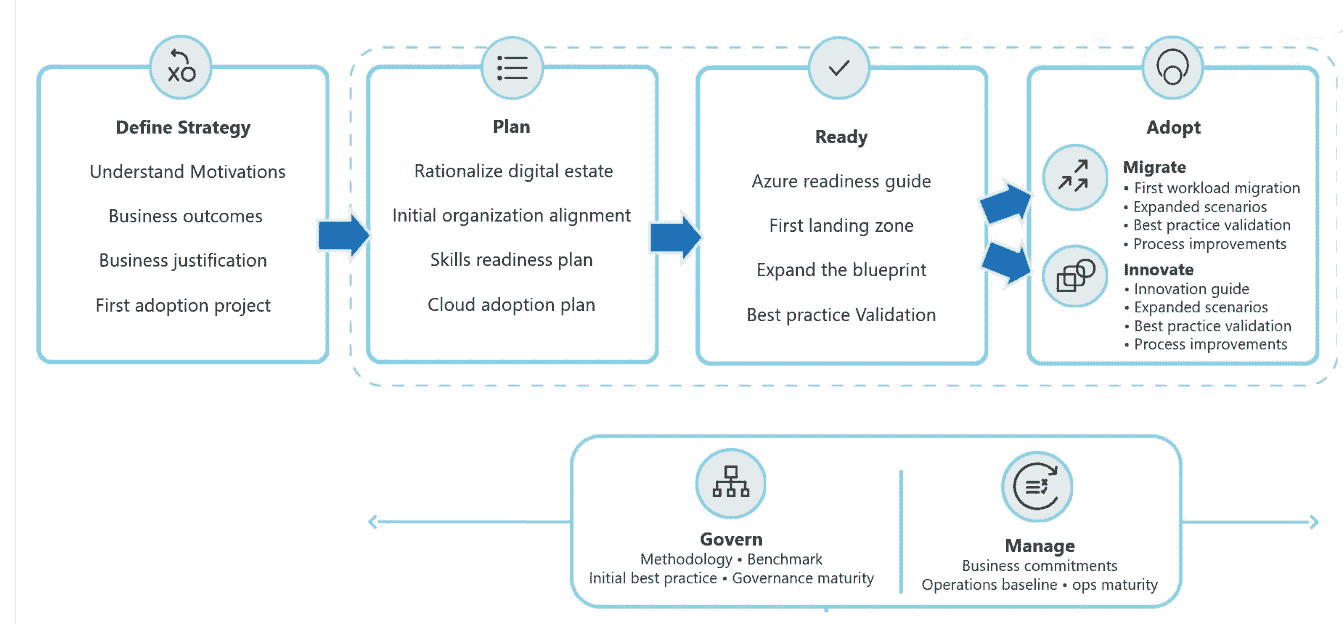 XO
Define Strategy
Understand Motivations
Business outcomes
Business justification
First adoption project
Plan
Rationalize digital estate
Initial organization alignment
Skills readiness plan
Cloud adoption plan
Ready
Azure readiness guide
First landing zone
Expand the blueprint
Best practice Validation
Adopt
Migrate
• First workload migration
• Expanded scenarios
• Best practice validation
• Process improvements
Innovate
• Innovation guide
• Expanded scenarios
• Best practice validation
• Process improvements
Govern
Methodology • Benchmark
Initial best practice • Governance maturity
Manage
Business commitments
Operations baseline • ops maturity